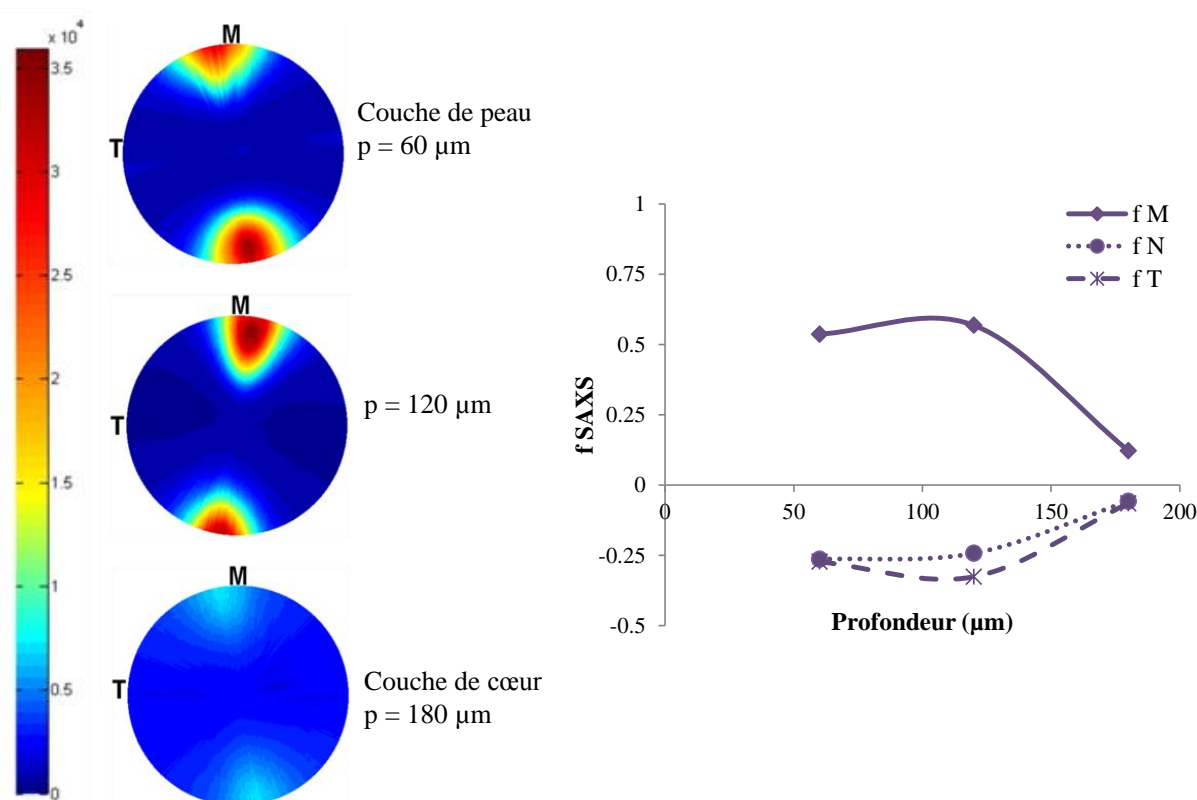 x 10⁴
3.5
3
2.5
2
1.5
1
0.5
0
M
T
Couche de peau
p = 60 µm
M
T
p = 120 µm
M
T
Couche de cœur
p = 180 µm
f SAXS
1
0.75
0.5
0.25
0
-0.25
-0.5
0
50
100
150
200
Profondeur (µm)
f M
f N
f T